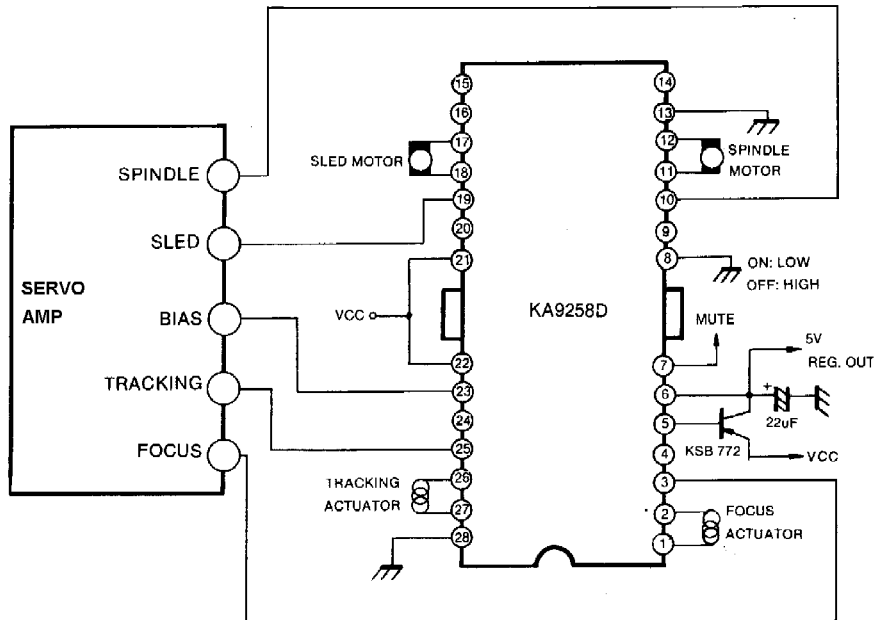 SERVO
AMP
SPINDLE
SLED
BIAS
TRACKING
FOCUS
15
16
17
18
19
20
21
22
23
24
25
26
27
28
SLED MOTOR
VCC
TRACKING
ACTUATOR
KA9258D
14
13
12
11
10
9
8
7
6
5
4
3
2
1
SPINDLE
MOTOR
ON: LOW
OFF: HIGH
MUTE
5V
REG. OUT
+
22uF
KSB 772
VCC
FOCUS
ACTUATOR